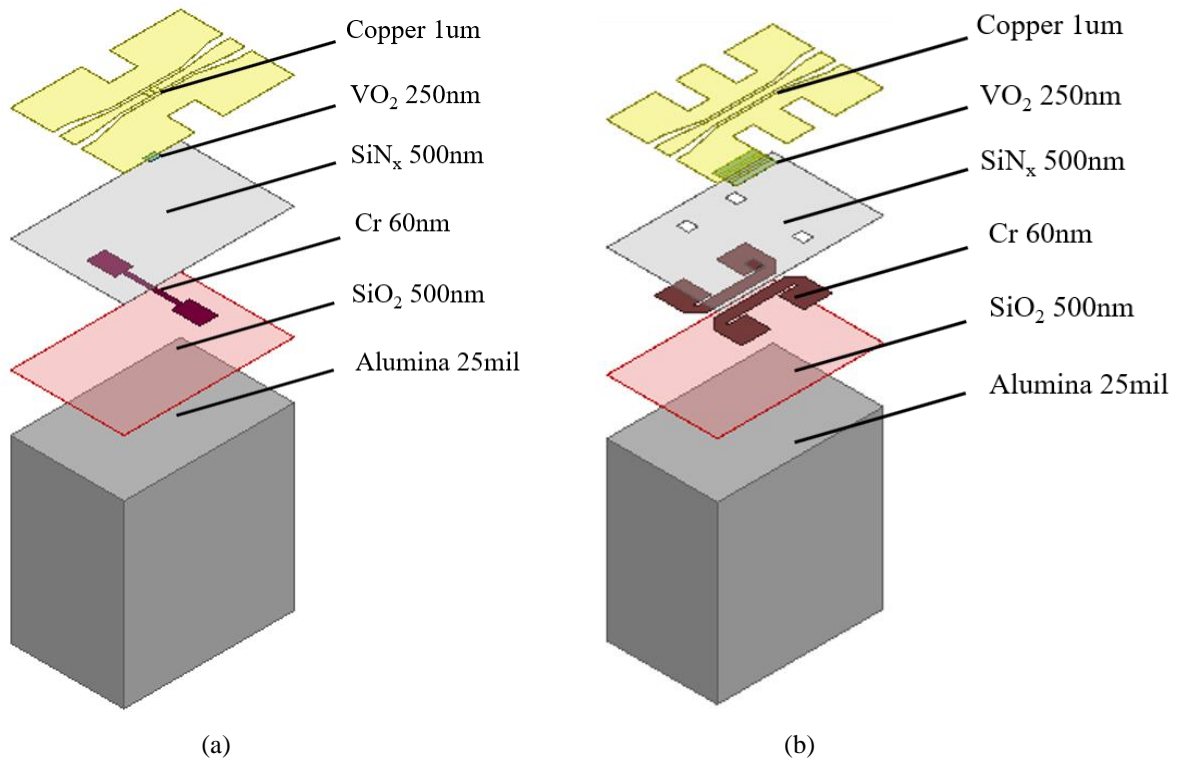 Copper 1um
VO₂ 250nm
SiNₓ 500nm
Cr 60nm
SiO₂ 500nm
Alumina 25mil
(a)
Copper 1um
VO₂ 250nm
SiNₓ 500nm
Cr 60nm
SiO₂ 500nm
Alumina 25mil
(b)